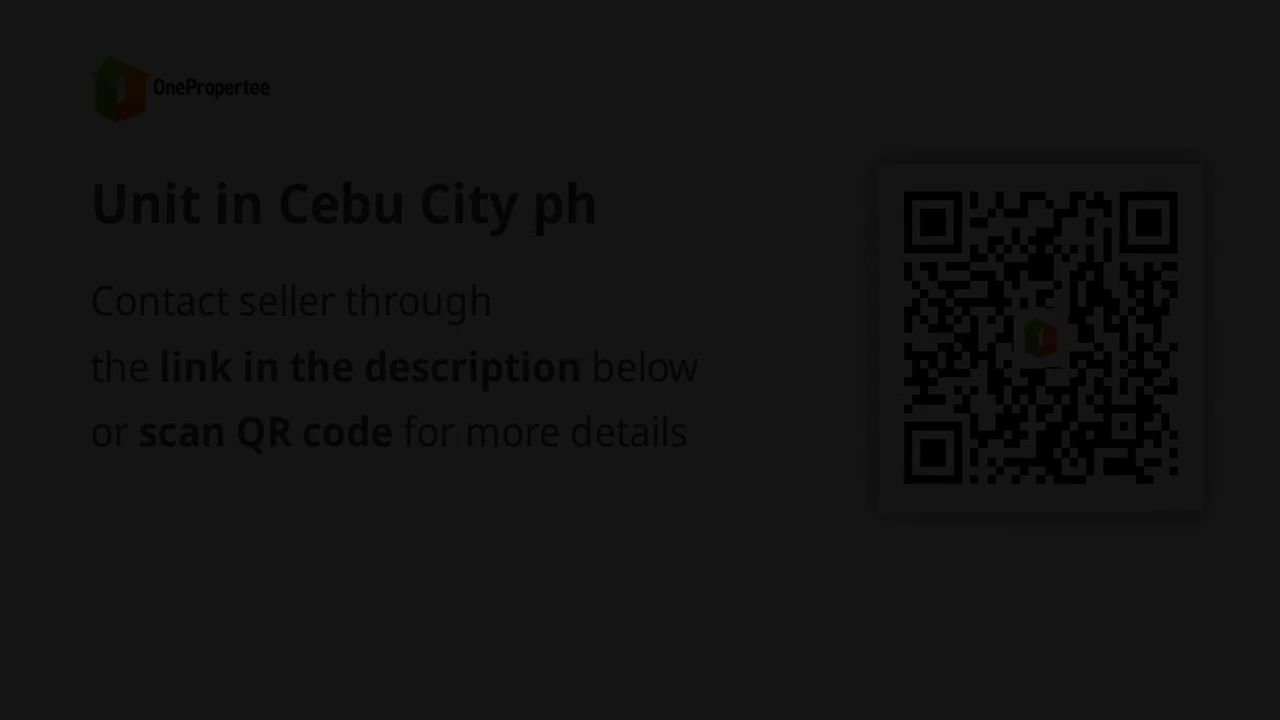 OnePropertee
Unit in Cebu City ph
Contact seller through
the link in the description below
or scan QR code for more details